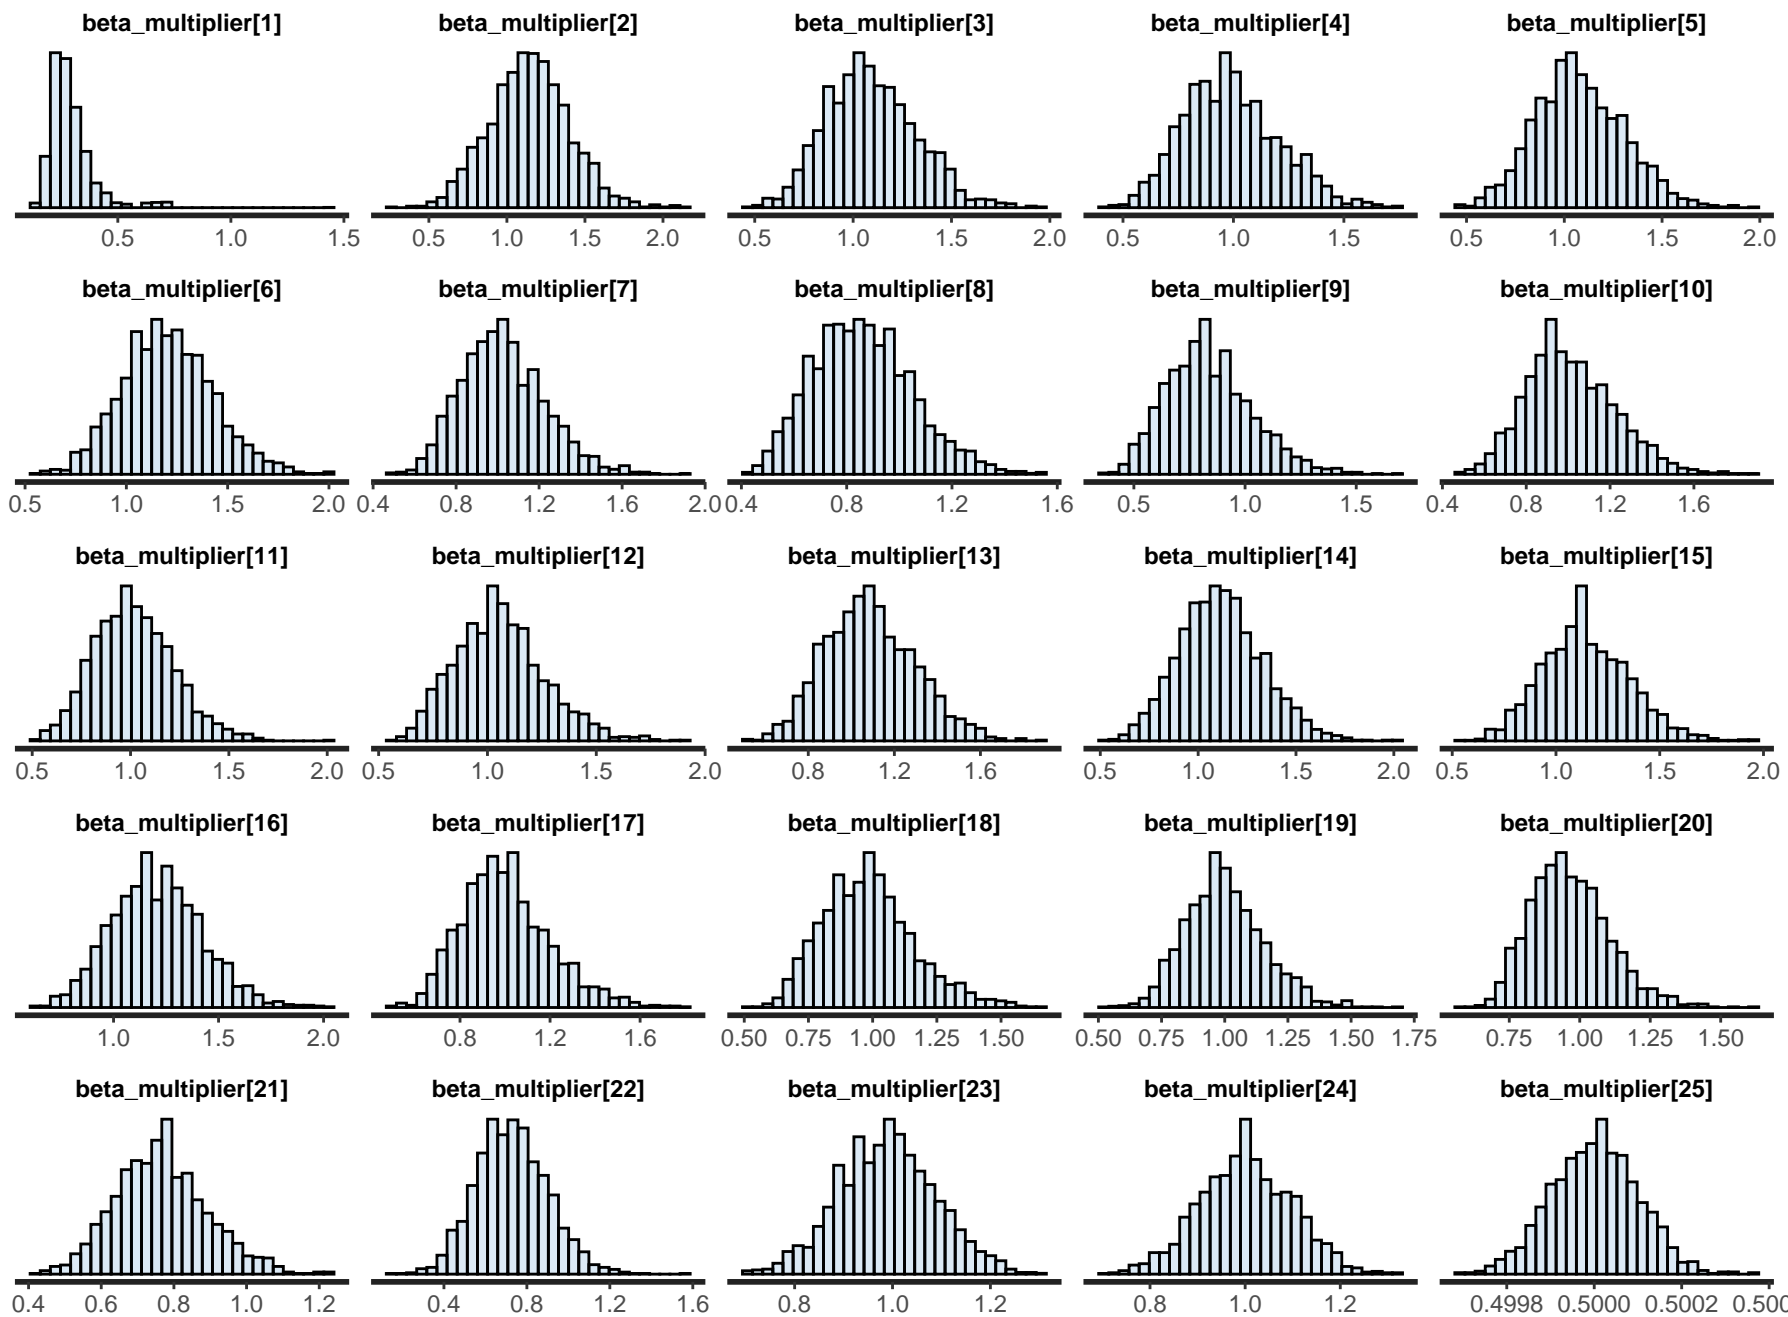 beta_multiplier[1] beta_multiplier[2] beta_multiplier[3] beta_multiplier[4] beta_multiplier[5]
0.5 1.0 1.5 0.5 1.0 1.5 2.0 0.5 1.0 1.5 2.0 0.5 1.0 1.5 0.5 1.0 1.5 2.0
beta_multiplier[6] beta_multiplier[7] beta_multiplier[8] beta_multiplier[9] beta_multiplier[10]
0.5 1.0 1.5 2.0 0.4 0.8 1.2 1.6 2.0 0.4 0.8 1.2 1.6 0.5 1.0 1.5 0.4 0.8 1.2 1.6
beta_multiplier[11] beta_multiplier[12] beta_multiplier[13] beta_multiplier[14] beta_multiplier[15]
0.5 1.0 1.5 2.0 0.5 1.0 1.5 2.0 0.8 1.2 1.6 0.5 1.0 1.5 2.0 0.5 1.0 1.5 2.0
beta_multiplier[16] beta_multiplier[17] beta_multiplier[18] beta_multiplier[19] beta_multiplier[20]
1.0 1.5 2.0 0.8 1.2 1.6 0.50 0.75 1.00 1.25 1.50 0.50 0.75 1.00 1.25 1.50 1.75 0.75 1.00 1.25 1.50
beta_multiplier[21] beta_multiplier[22] beta_multiplier[23] beta_multiplier[24] beta_multiplier[25]
0.4 0.6 0.8 1.0 1.2 0.4 0.8 1.2 1.6 0.8 1.0 1.2 0.8 1.0 1.2 0.4998 0.5000 0.5002